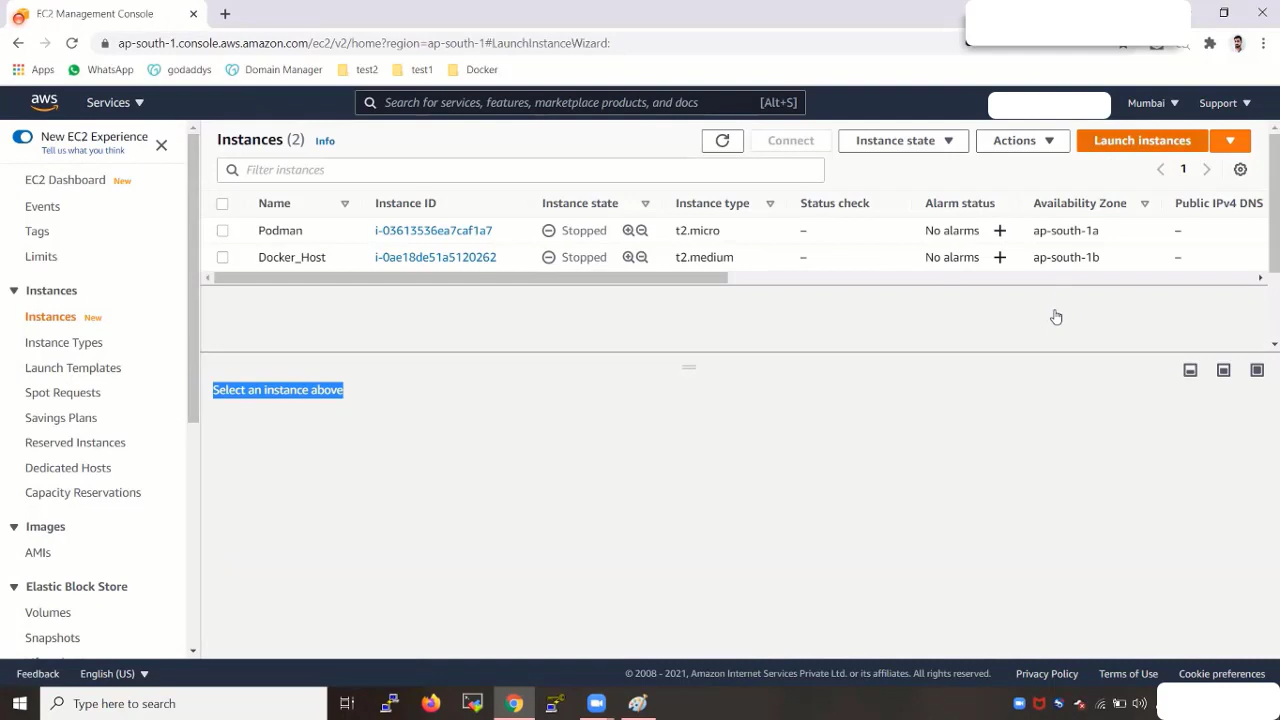 EC2 Management Console
ap-south-1.console.aws.amazon.com/ec2/v2/home?region=ap-south-1#LaunchInstanceWizard:
Apps WhatsApp godaddys Domain Manager test2 test1 Docker
aws Services Search for services, features, marketplace products, and docs [Alt+S] Mumbai Support
New EC2 Experience
Tell us what you think
EC2 Dashboard New
Events
Tags
Limits
Instances
Instances New
Instance Types
Launch Templates
Spot Requests
Savings Plans
Reserved Instances
Dedicated Hosts
Capacity Reservations
Images
AMIs
Elastic Block Store
Volumes
Snapshots
Instances (2) Info Connect Instance state Actions Launch instances
Filter instances 1
Name Instance ID Instance state Instance type Status check Alarm status Availability Zone Public IPv4 DNS
Podman i-03613536ea7caf1a7 Stopped t2.micro – No alarms + ap-south-1a –
Docker_Host i-0ae18de51a5120262 Stopped t2.medium – No alarms + ap-south-1b –
Select an instance above
Feedback English (US) © 2008 - 2021, Amazon Internet Services Private Ltd. or its affiliates. All rights reserved. Privacy Policy Terms of Use Cookie preferences
Type here to search